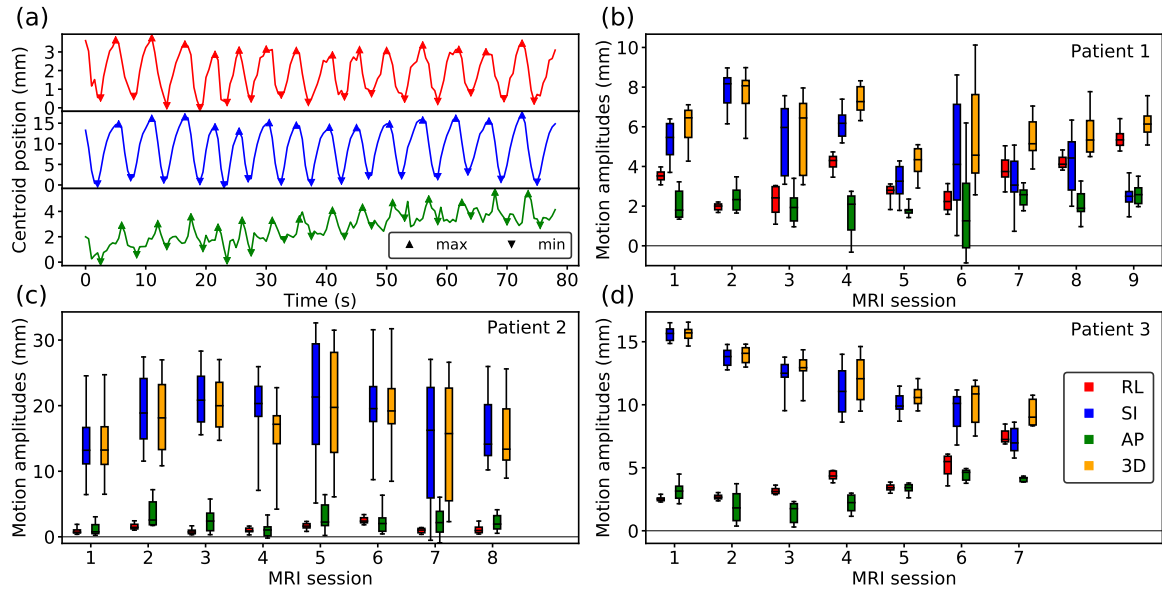 (a)
Centroid position (mm)
3
2
1
0
15
10
5
0
4
2
0
max min
0 10 20 30 40 50 60 70 80
Time (s)
(b)
Patient 1
Motion amplitudes (mm)
10
8
6
4
2
0
1 2 3 4 5 6 7 8 9
MRI session
(c)
Patient 2
Motion amplitudes (mm)
30
20
10
0
1 2 3 4 5 6 7 8
MRI session
(d)
Patient 3
Motion amplitudes (mm)
15
10
5
0
RL
SI
AP
3D
1 2 3 4 5 6 7
MRI session